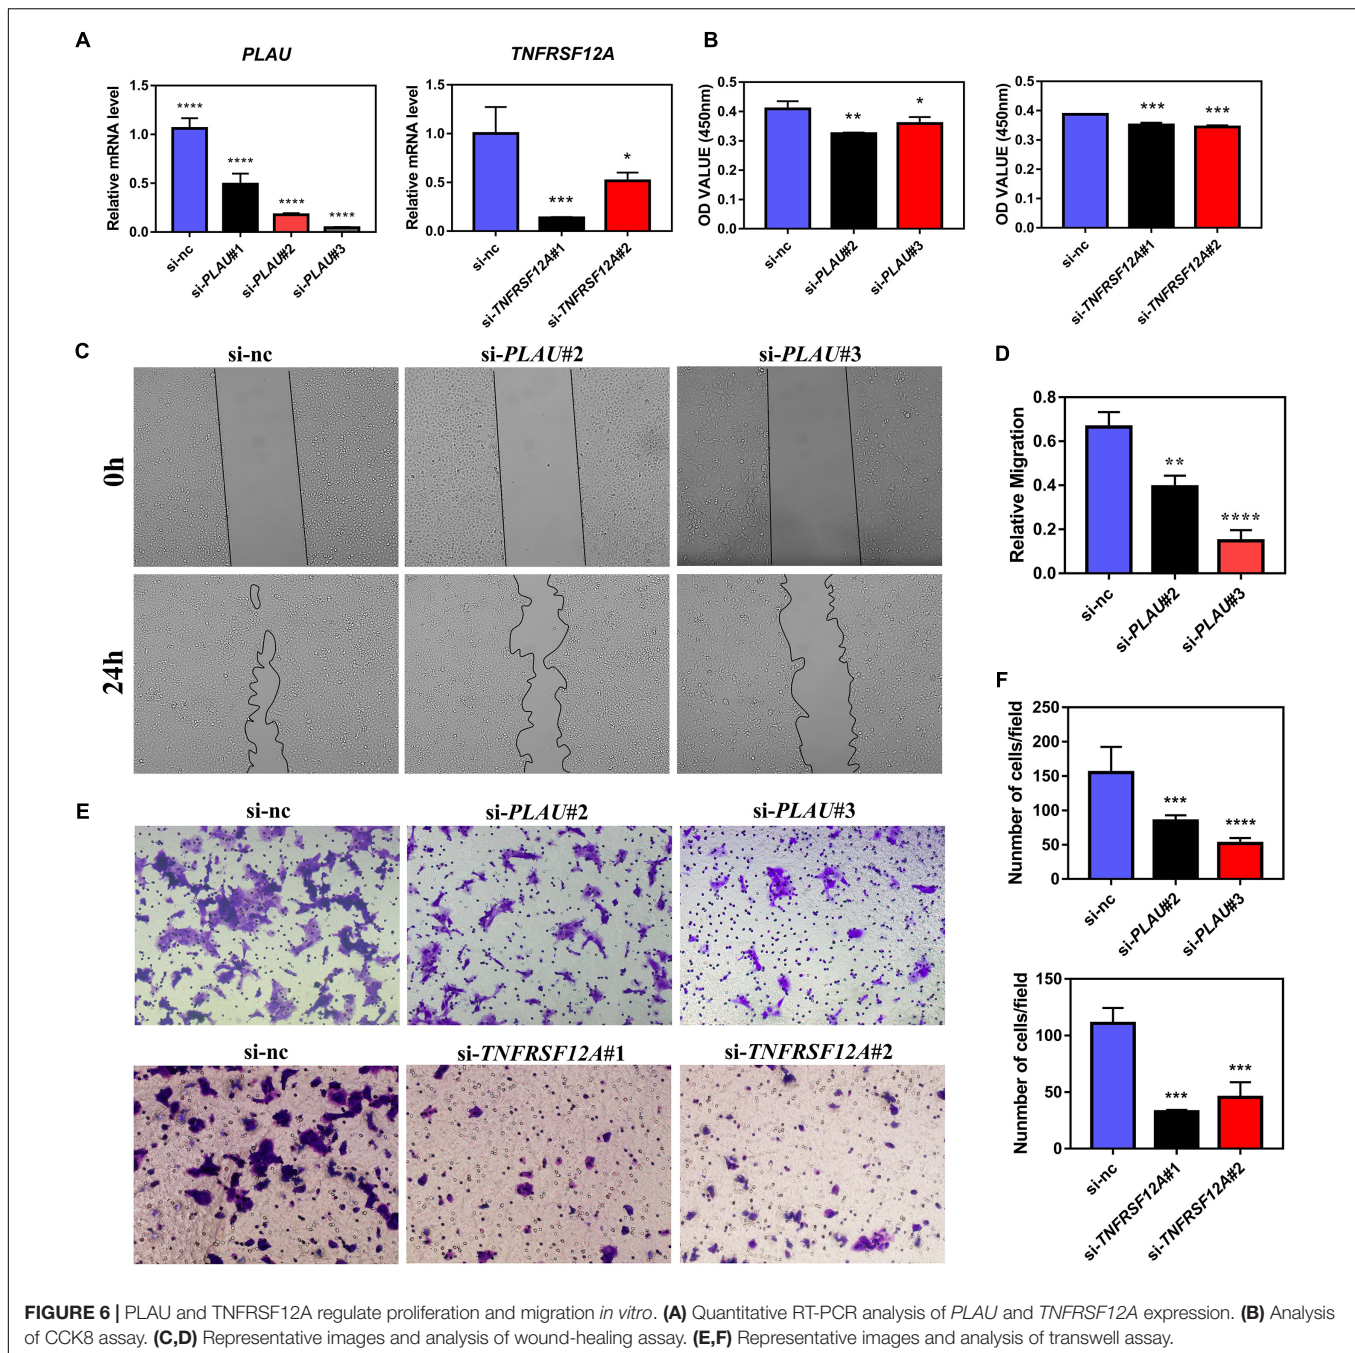 A
PLAU
Relative mRNA level
1.5
1.0
0.5
0.0
****
****
****
****
si-nc
si-PLAU#1
si-PLAU#2
si-PLAU#3
TNFRSF12A
Relative mRNA level
1.5
1.0
0.5
0.0
***
*
si-nc
si-TNFRSF12A#1
si-TNFRSF12A#2
B
OD VALUE (450nm)
0.5
0.4
0.3
0.2
0.1
0.0
**
*
si-nc
si-PLAU#2
si-PLAU#3
OD VALUE (450nm)
0.5
0.4
0.3
0.2
0.1
0.0
***
***
si-nc
si-TNFRSF12A#1
si-TNFRSF12A#2
C
si-nc
si-PLAU#2
si-PLAU#3
0h
24h
D
Relative Migration
0.8
0.6
0.4
0.2
0.0
**
****
si-nc
si-PLAU#2
si-PLAU#3
E
si-nc
si-PLAU#2
si-PLAU#3
si-nc
si-TNFRSF12A#1
si-TNFRSF12A#2
F
Nunmber of cells/field
250
200
150
100
50
0
***
****
si-nc
si-PLAU#2
si-PLAU#3
Nunmber of cells/field
150
100
50
0
***
***
si-nc
si-TNFRSF12A#1
si-TNFRSF12A#2
FIGURE 6 | PLAU and TNFRSF12A regulate proliferation and migration in vitro. (A) Quantitative RT-PCR analysis of PLAU and TNFRSF12A expression. (B) Analysis
of CCK8 assay. (C,D) Representative images and analysis of wound-healing assay. (E,F) Representative images and analysis of transwell assay.